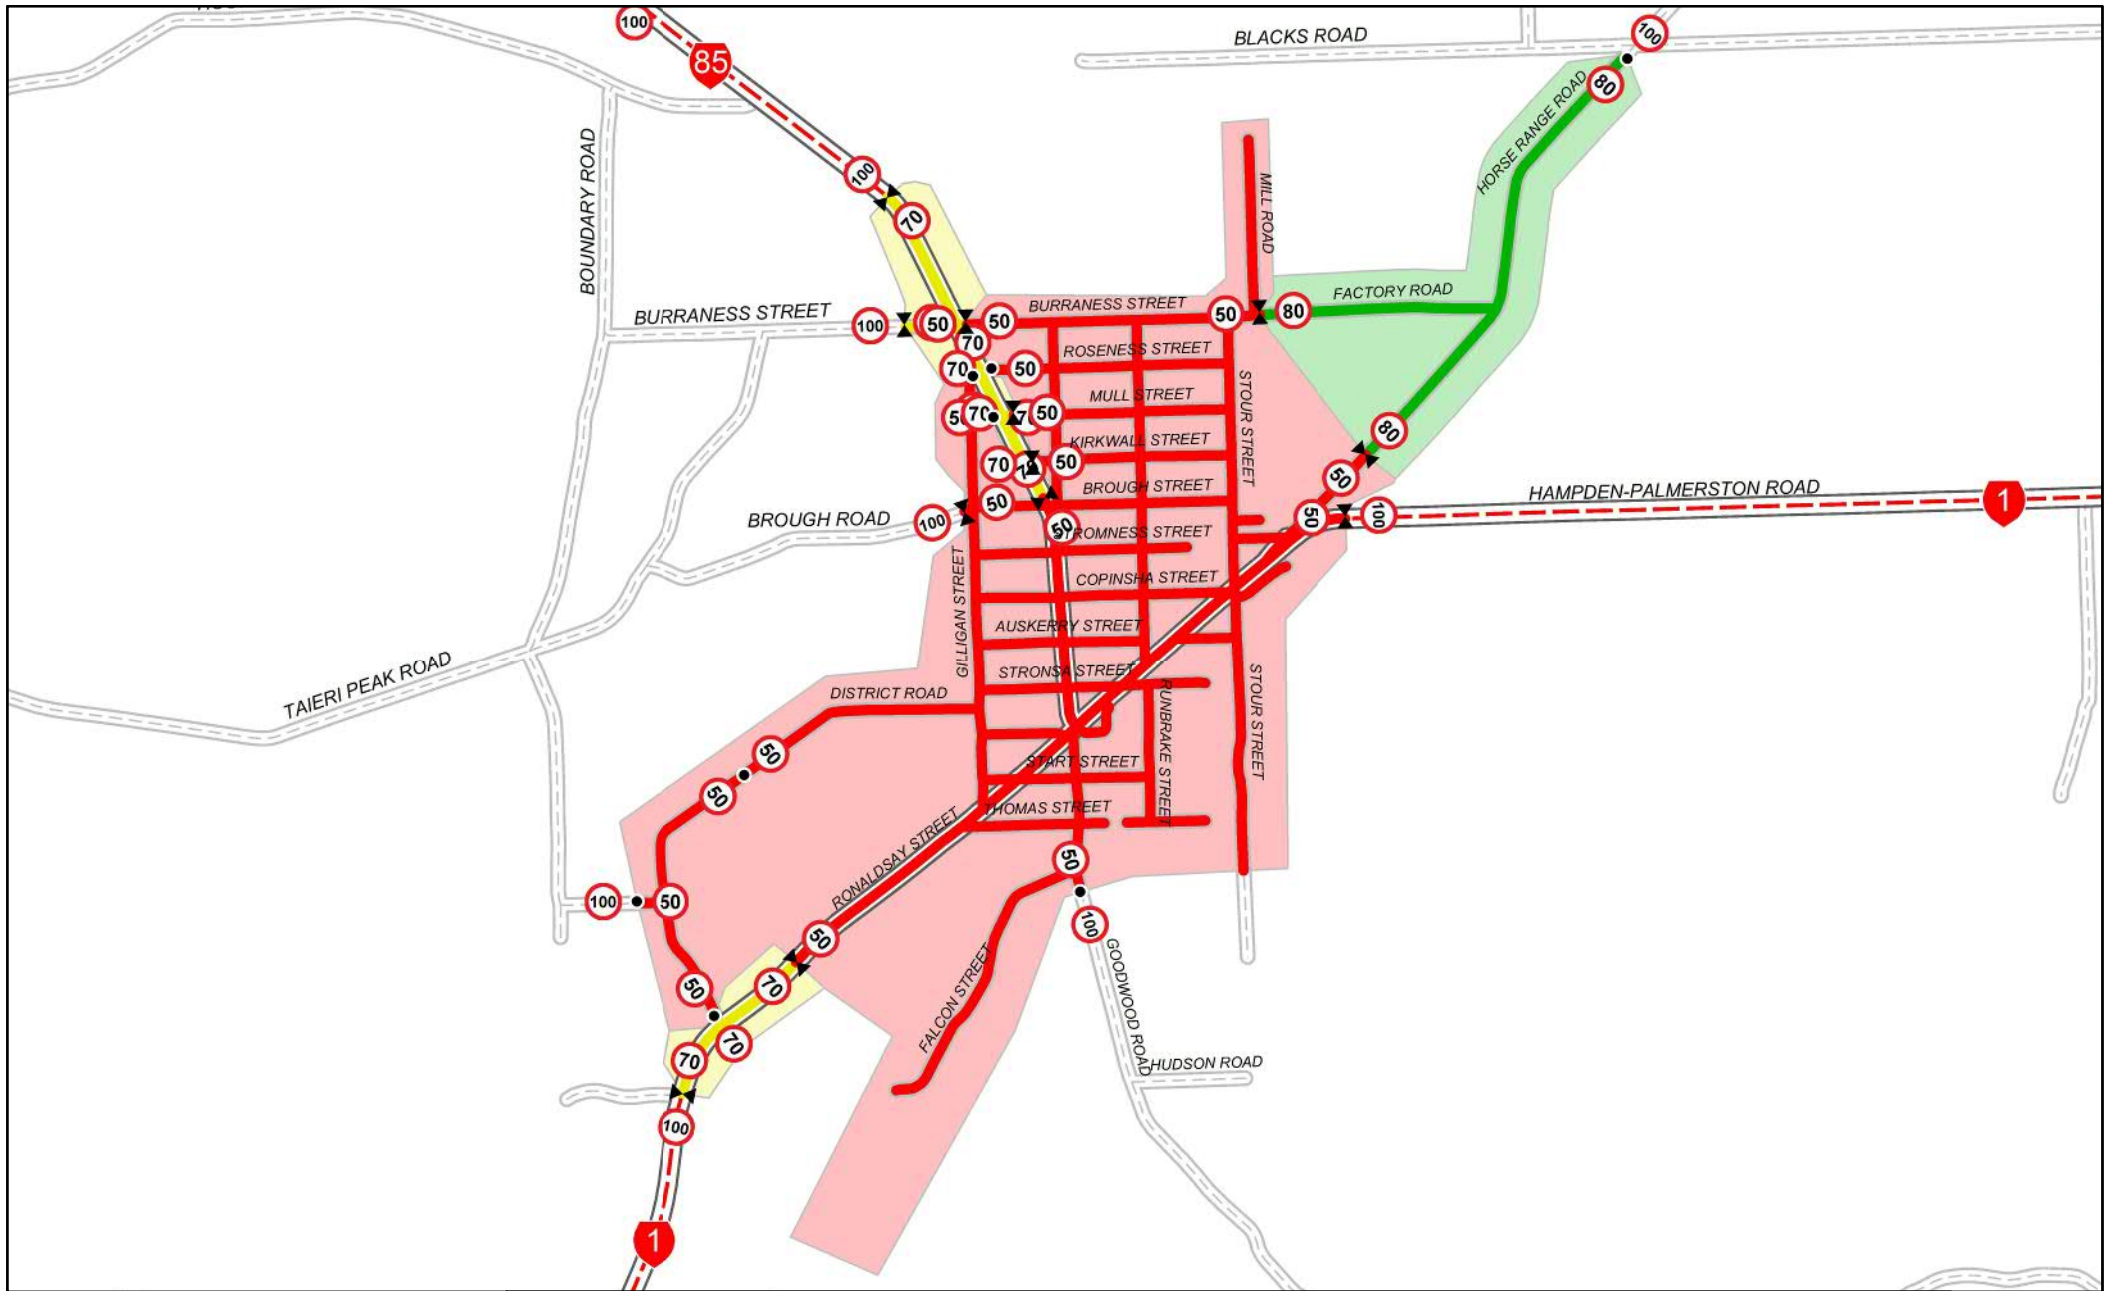 100
BLACKS ROAD
100
85
80
HORSE RANGE ROAD
BOUNDARY ROAD
100
MILL ROAD
70
FACTORY ROAD
BURRANESS STREET
BURRANESS STREET
100
50
50
50
80
70
ROSENESS STREET
70
50
STOUR STREET
MULL STREET
50
70
70
50
80
KIRKWALL STREET
70
70
50
50
BROUGH STREET
50
HAMPDEN-PALMERSTON ROAD
1
BROUGH ROAD
100
50
50
100
STROMNESS STREET
GILLIGAN STREET
COPINSHA STREET
AUSKERRY STREET
TAIERI PEAK ROAD
STRONSA STREET
DISTRICT ROAD
RUNBRAKE STREET
STOUR STREET
50
START STREET
50
THOMAS STREET
RONALDSAY STREET
50
100
50
100
50
GOODWOOD ROAD
FALCON STREET
50
70
70
70
HUDSON ROAD
100
1